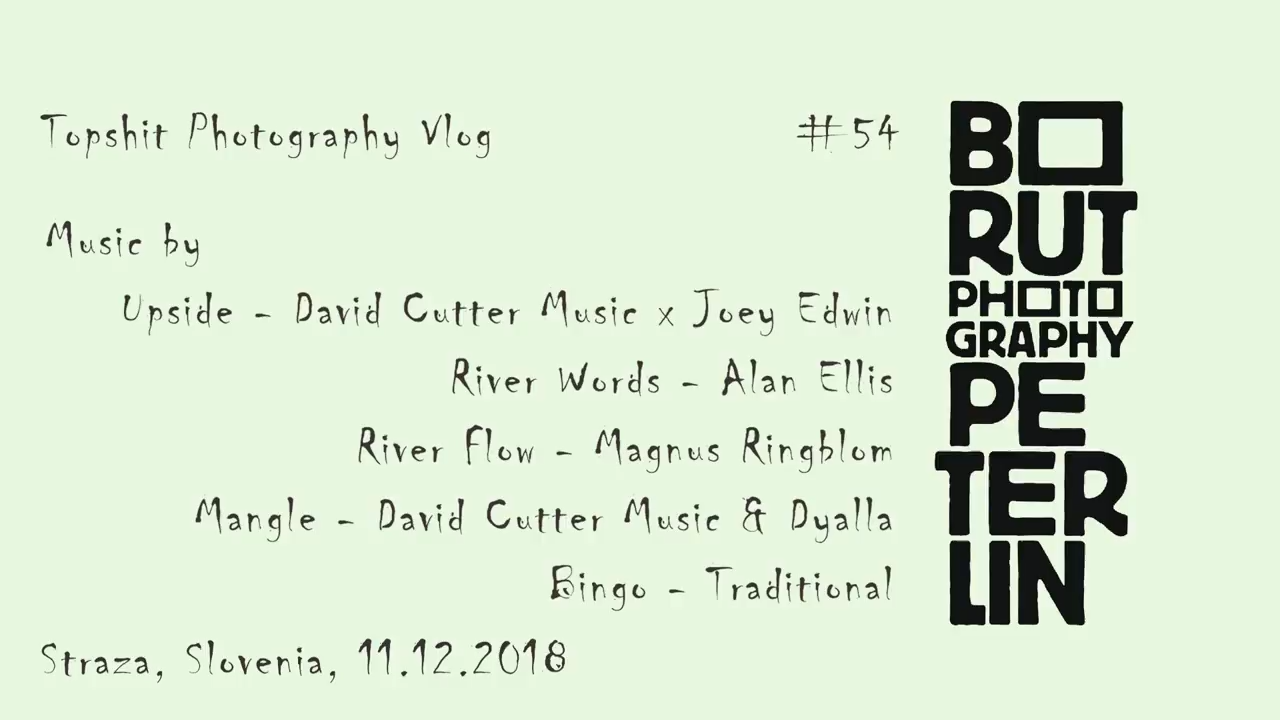 Topshit Photography Vlog #54
Music by
Upside - David Cutter Music x Joey Edwin
River Words - Alan Ellis
River Flow - Magnus Ringblom
Mangle - David Cutter Music & Dyalla
Bingo - Traditional
Straza, Slovenia, 11.12.2018
BO
RUT
PHOTO
GRAPHY
PE
TER
LIN